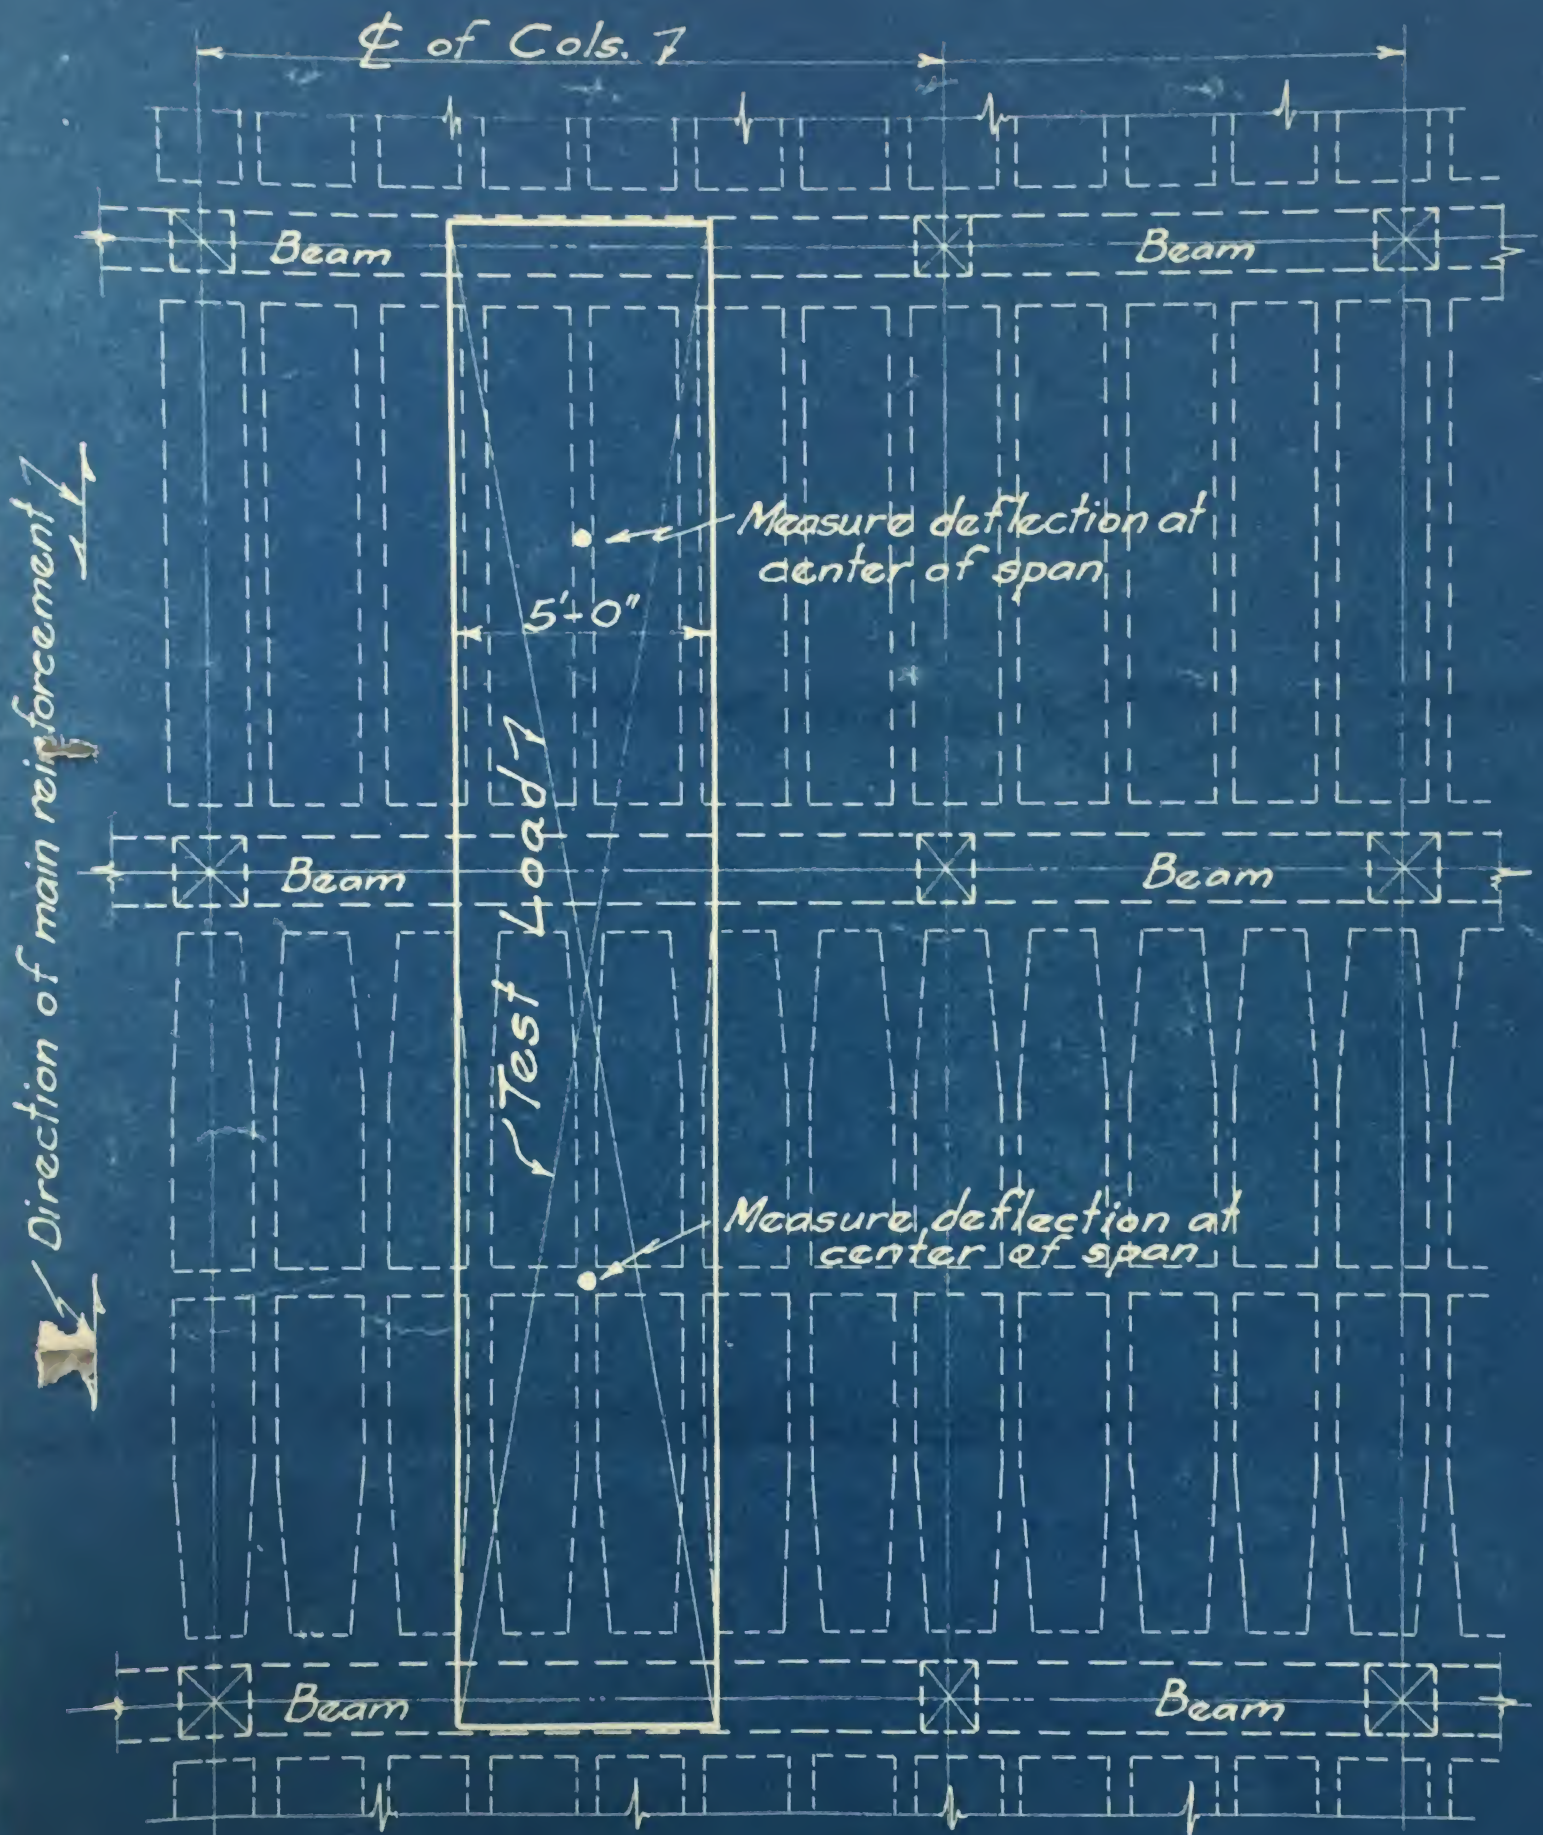 ℄ of Cols.
Beam
Beam
Measure deflection at
center of span
5'-0"
Direction of main reinforcement
Test Load
Beam
Beam
Measure deflection at
center of span
Beam
Beam